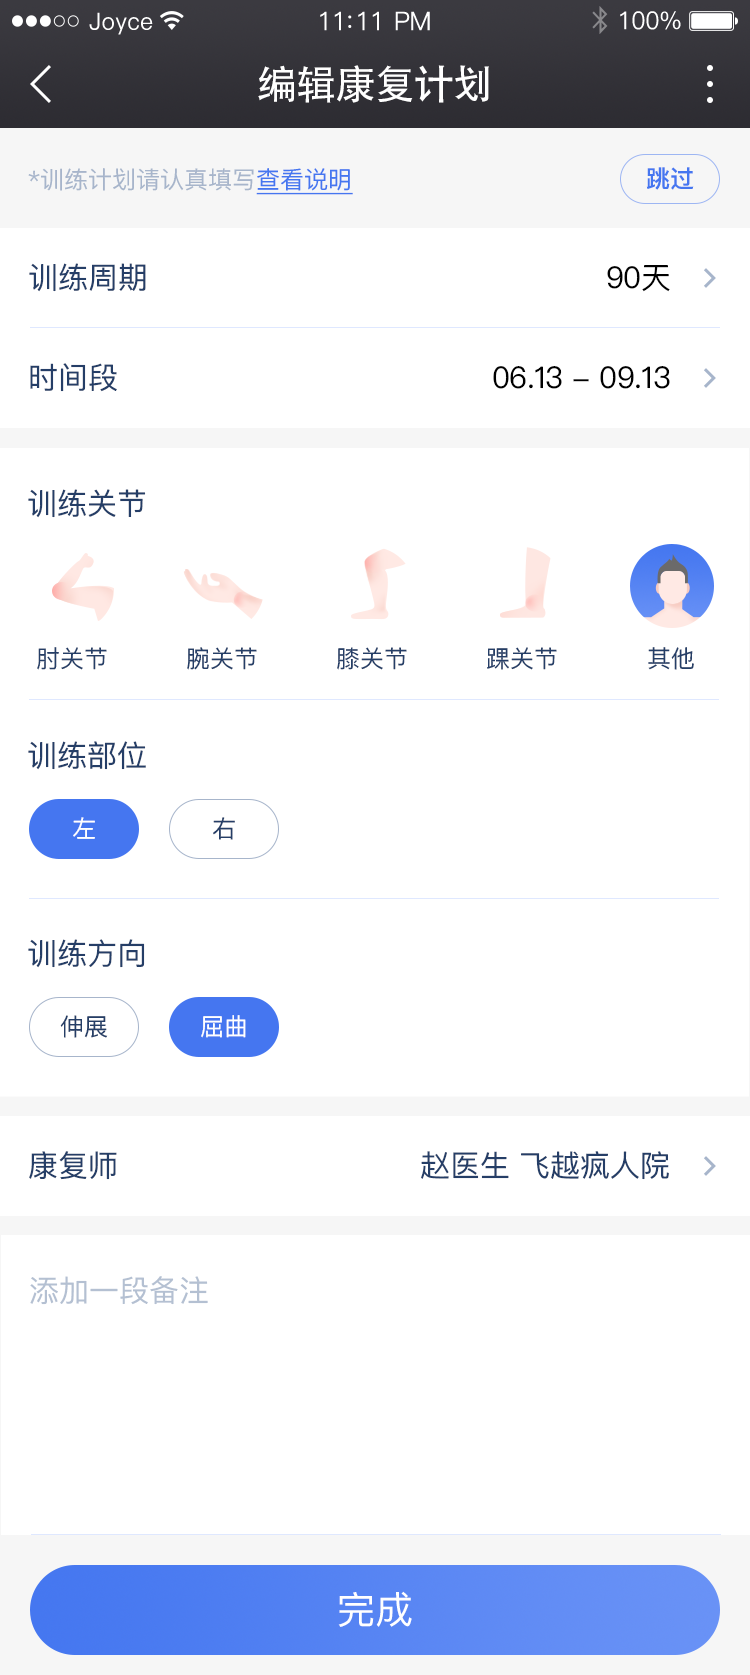 Joyce 11:11 PM 100%
编辑康复计划
*训练计划请认真填写查看说明 跳过
训练周期 90天
时间段 06.13 – 09.13
训练关节
肘关节 腕关节 膝关节 踝关节 其他
训练部位
左 右
训练方向
伸展 屈曲
康复师 赵医生 飞越疯人院
添加一段备注
完成